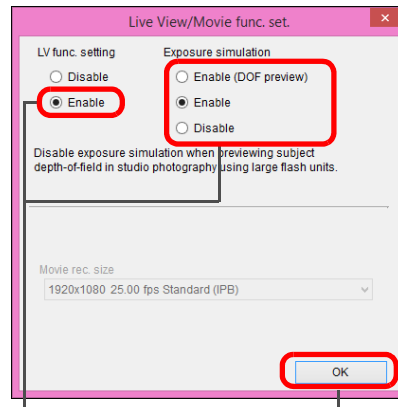 Live View/Movie func. set.
LV func. setting
Exposure simulation
Disable
Enable (DOF preview)
Enable
Enable
Disable
Disable exposure simulation when previewing subject
depth-of-field in studio photography using large flash units.
Movie rec. size
1920x1080 25.00 fps Standard (IPB)
OK